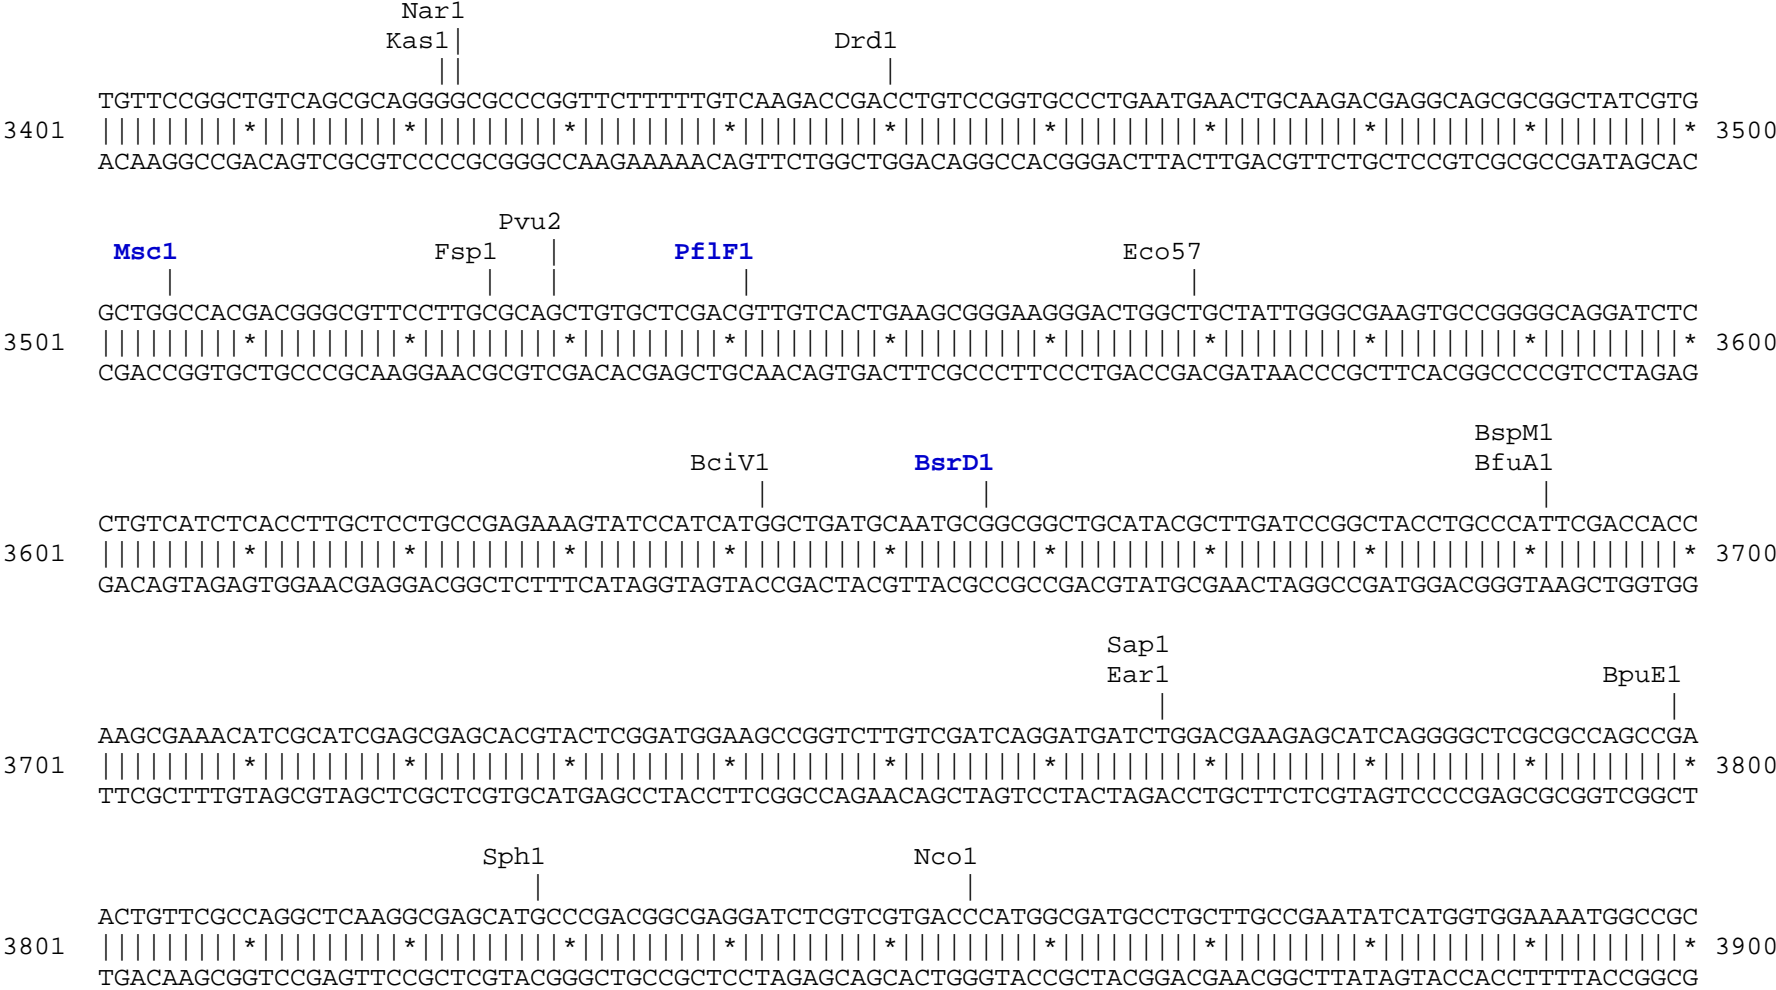 Nar1
Kas1|
Drd1
|| |
TGTTCCGGCTGTCAGCGCAGGGGCGCCCGGTTCTTTTTGTCAAGACCGACCTGTCCGGTGCCCTGAATGAACTGCAAGACGAGGCAGCGCGGCTATCGTG
3401 |||||||||*|||||||||*|||||||||*|||||||||*|||||||||*|||||||||*|||||||||*|||||||||*|||||||||*|||||||||* 3500
ACAAGGCCGACAGTCGCGTCCCCGCGGGCCAAGAAAAACAGTTCTGGCTGGACAGGCCACGGGACTTACTTGACGTTCTGCTCCGTCGCGCCGATAGCAC
Pvu2
Msc1 Fsp1 | PflF1 Eco57
| | | | |
GCTGGCCACGACGGGCGTTCCTTGCGCAGCTGTGCTCGACGTTGTCACTGAAGCGGGAAGGGACTGGCTGCTATTGGGCGAAGTGCCGGGGCAGGATCTC
3501 |||||||||*|||||||||*|||||||||*|||||||||*|||||||||*|||||||||*|||||||||*|||||||||*|||||||||*|||||||||* 3600
CGACCGGTGCTGCCCGCAAGGAACGCGTCGACACGAGCTGCAACAGTGACTTCGCCCTTCCCTGACCGACGATAACCCGCTTCACGGCCCCGTCCTAGAG
BspM1
BciV1 BsrD1 BfuA1
| | |
CTGTCATCTCACCTTGCTCCTGCCGAGAAAGTATCCATCATGGCTGATGCAATGCGGCGGCTGCATACGCTTGATCCGGCTACCTGCCCATTCGACCACC
3601 |||||||||*|||||||||*|||||||||*|||||||||*|||||||||*|||||||||*|||||||||*|||||||||*|||||||||*|||||||||* 3700
GACAGTAGAGTGGAACGAGGACGGCTCTTTCATAGGTAGTACCGACTACGTTACGCCGCCGACGTATGCGAACTAGGCCGATGGACGGGTAAGCTGGTGG
Sap1
Ear1 BpuE1
| |
AAGCGAAACATCGCATCGAGCGAGCACGTACTCGGATGGAAGCCGGTCTTGTCGATCAGGATGATCTGGACGAAGAGCATCAGGGGCTCGCGCCAGCCGA
3701 |||||||||*|||||||||*|||||||||*|||||||||*|||||||||*|||||||||*|||||||||*|||||||||*|||||||||*|||||||||* 3800
TTCGCTTTGTAGCGTAGCTCGCTCGTGCATGAGCCTACCTTCGGCCAGAACAGCTAGTCCTACTAGACCTGCTTCTCGTAGTCCCCGAGCGCGGTCGGCT
Sph1 Nco1
| |
ACTGTTCGCCAGGCTCAAGGCGAGCATGCCCGACGGCGAGGATCTCGTCGTGACCCATGGCGATGCCTGCTTGCCGAATATCATGGTGGAAAATGGCCGC
3801 |||||||||*|||||||||*|||||||||*|||||||||*|||||||||*|||||||||*|||||||||*|||||||||*|||||||||*|||||||||* 3900
TGACAAGCGGTCCGAGTTCCGCTCGTACGGGCTGCCGCTCCTAGAGCAGCACTGGGTACCGCTACGGACGAACGGCTTATAGTACCACCTTTTACCGGCG